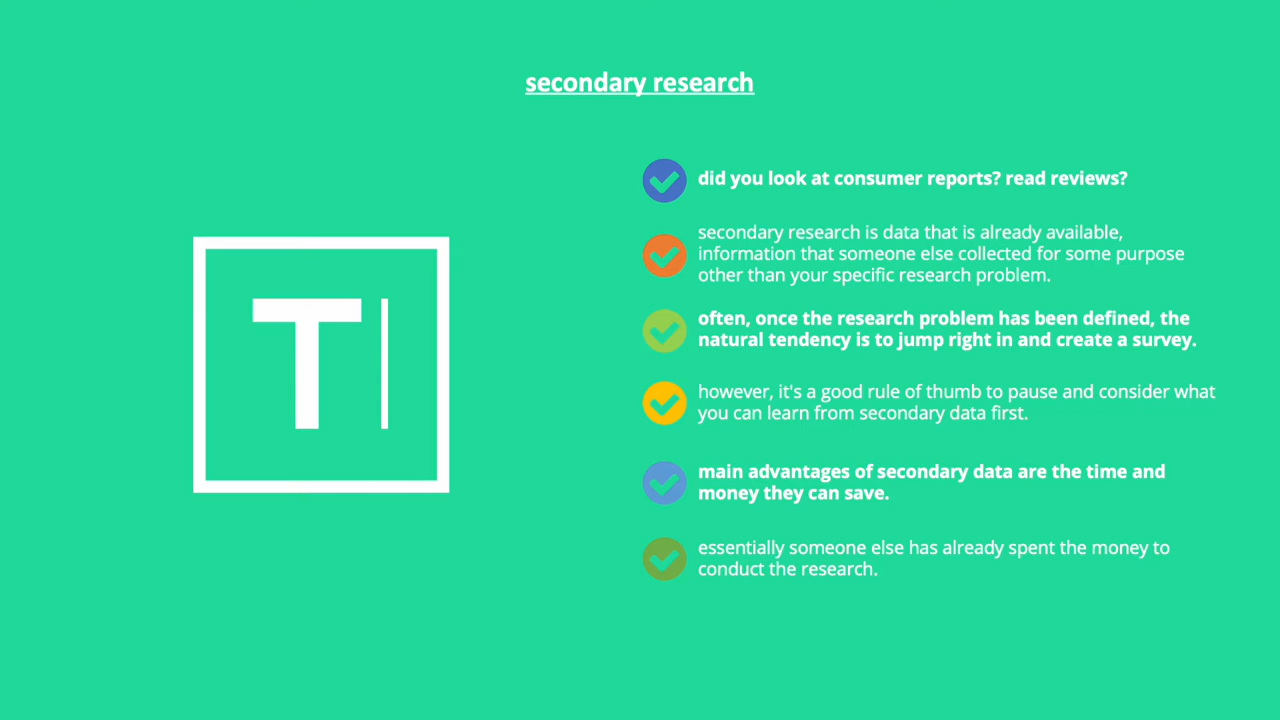 secondary research
did you look at consumer reports? read reviews?
secondary research is data that is already available,
information that someone else collected for some purpose
other than your specific research problem.
T
often, once the research problem has been defined, the
natural tendency is to jump right in and create a survey.
however, it's a good rule of thumb to pause and consider what
you can learn from secondary data first.
main advantages of secondary data are the time and
money they can save.
essentially someone else has already spent the money to
conduct the research.